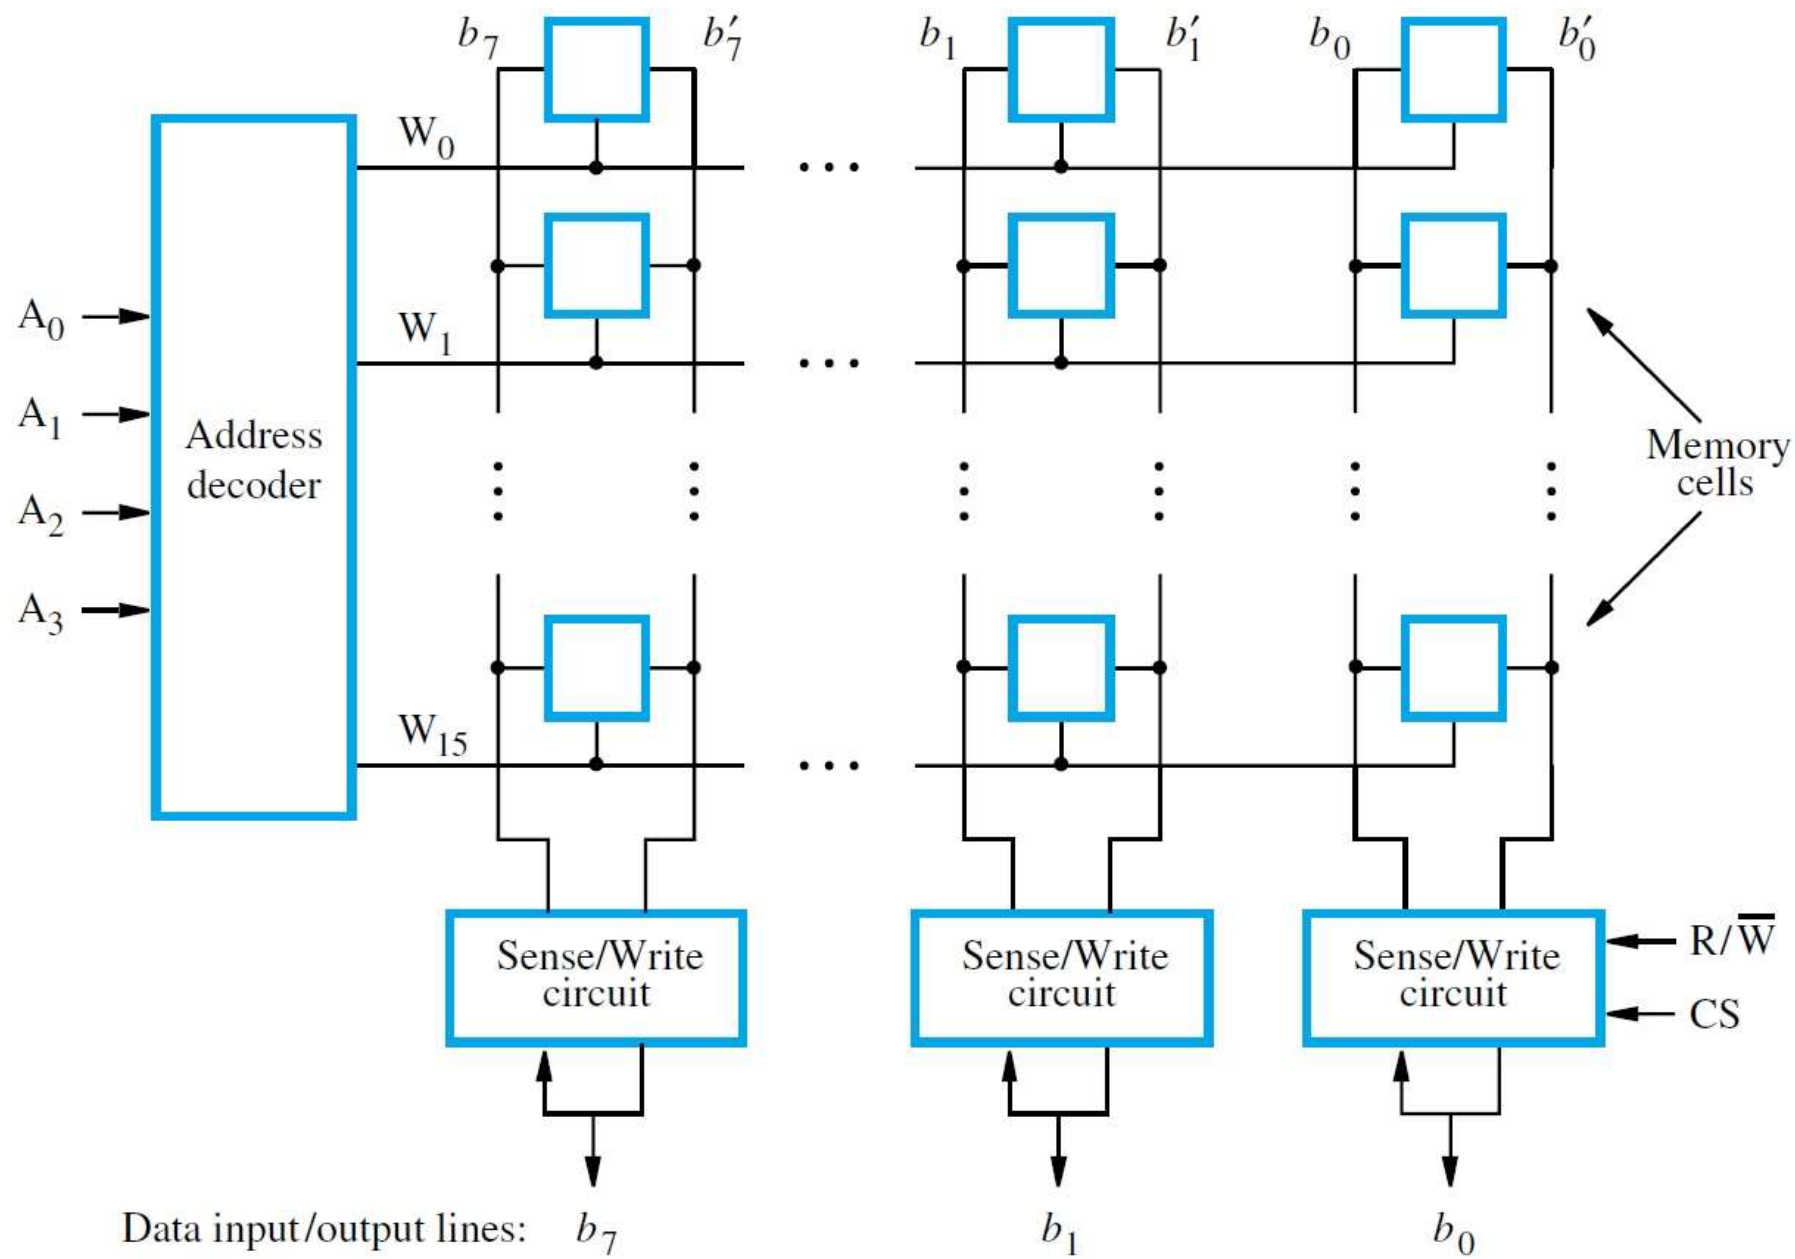 b₇ b′₇ b₁ b′₁ b₀ b′₀
W₀
A₀
W₁
A₁
Address
decoder
Memory
cells
A₂
A₃
W₁₅
Sense/Write
circuit
Sense/Write
circuit
Sense/Write
circuit
R/W̅
CS
Data input/output lines: b₇ b₁ b₀